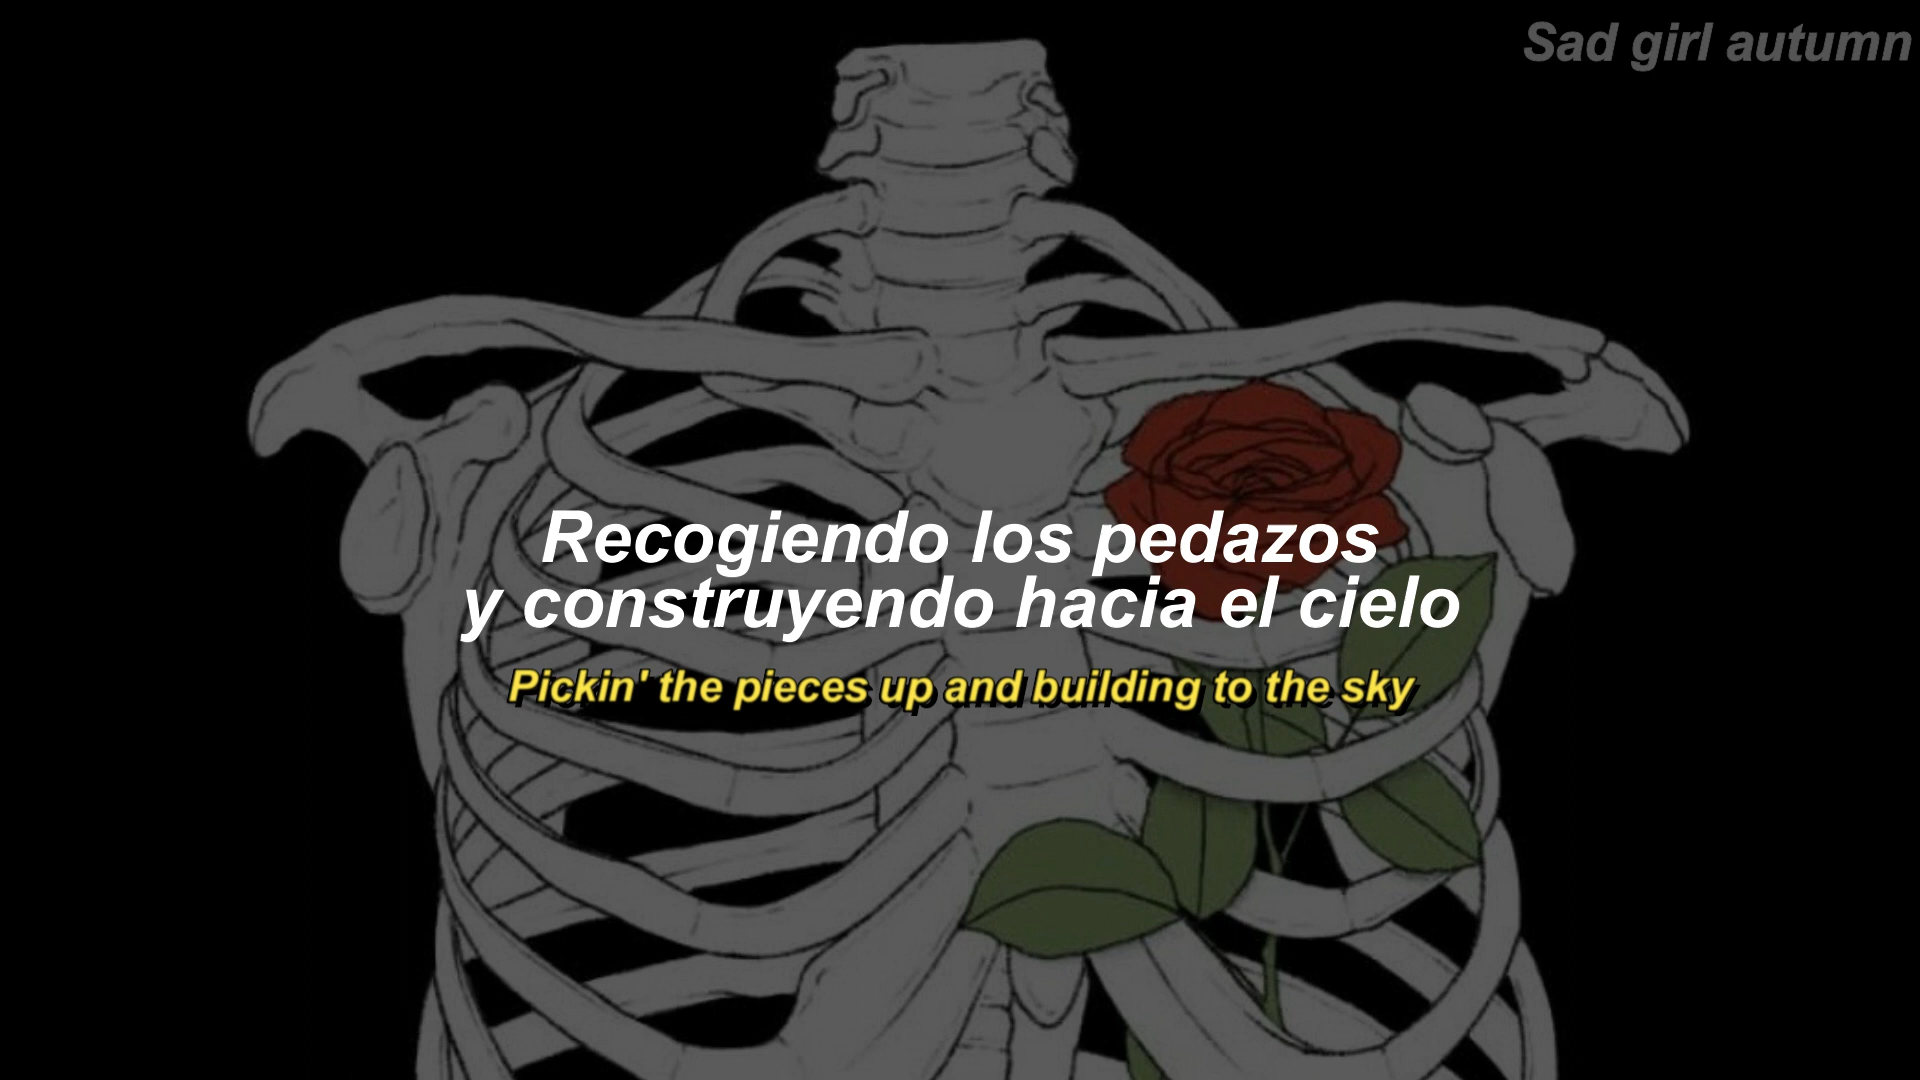 Sad girl autumn
Recogiendo los pedazos
y construyendo hacia el cielo
Pickin' the pieces up and building to the sky